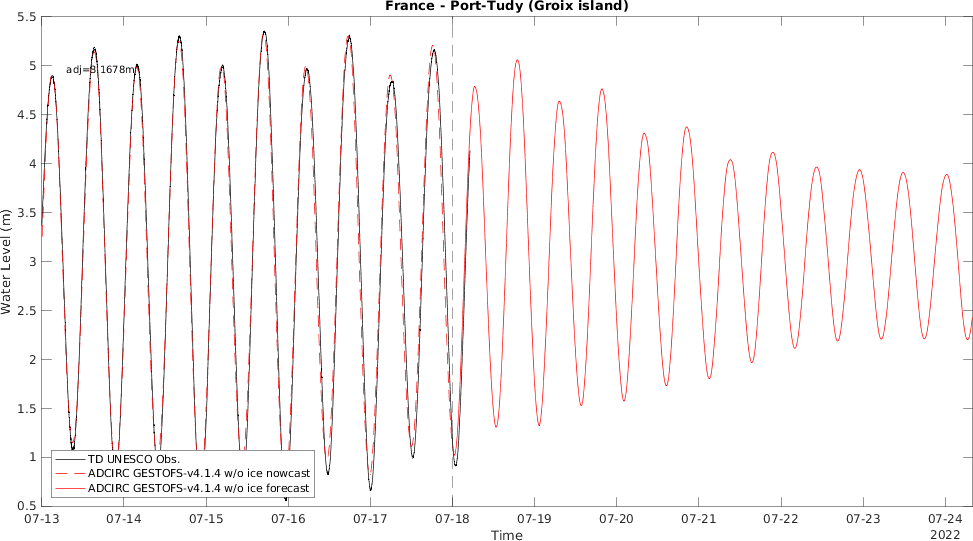 France - Port-Tudy (Groix island)
5.5
5
4.5
4
3.5
3
2.5
2
1.5
1
0.5
Water Level (m)
adj=3.1678m
TD UNESCO Obs.
ADCIRC GESTOFS-v4.1.4 w/o ice nowcast
ADCIRC GESTOFS-v4.1.4 w/o ice forecast
07-13 07-14 07-15 07-16 07-17 07-18 07-19 07-20 07-21 07-22 07-23 07-24
Time
2022